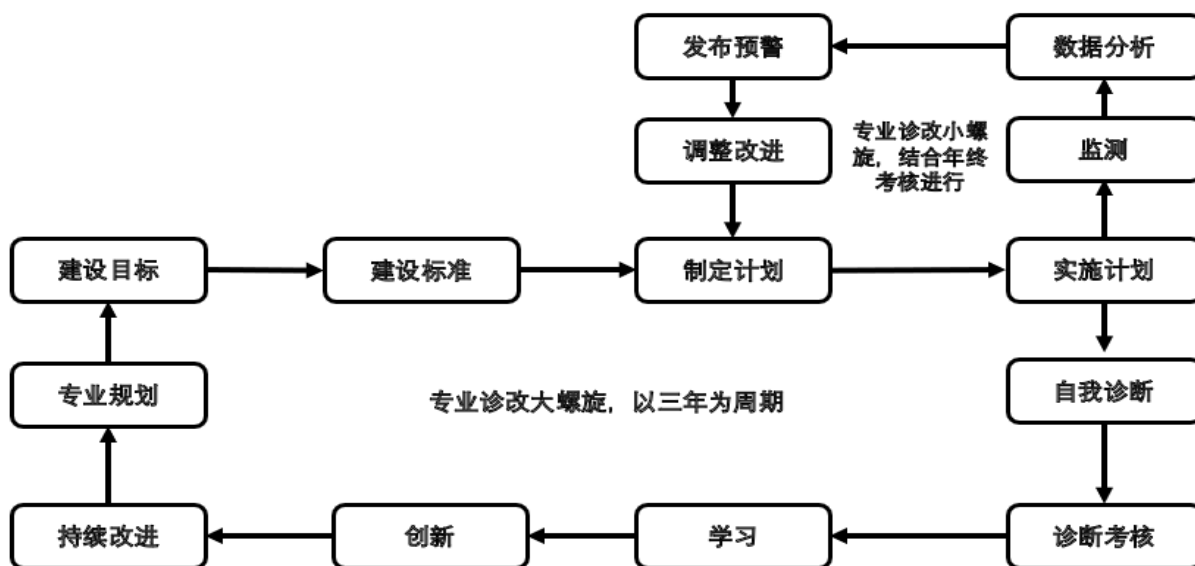 发布预警
数据分析
调整改进
专业诊改小螺
旋，结合年终
考核进行
监测
建设目标
建设标准
制定计划
实施计划
专业规划
专业诊改大螺旋，以三年为周期
自我诊断
持续改进
创新
学习
诊断考核